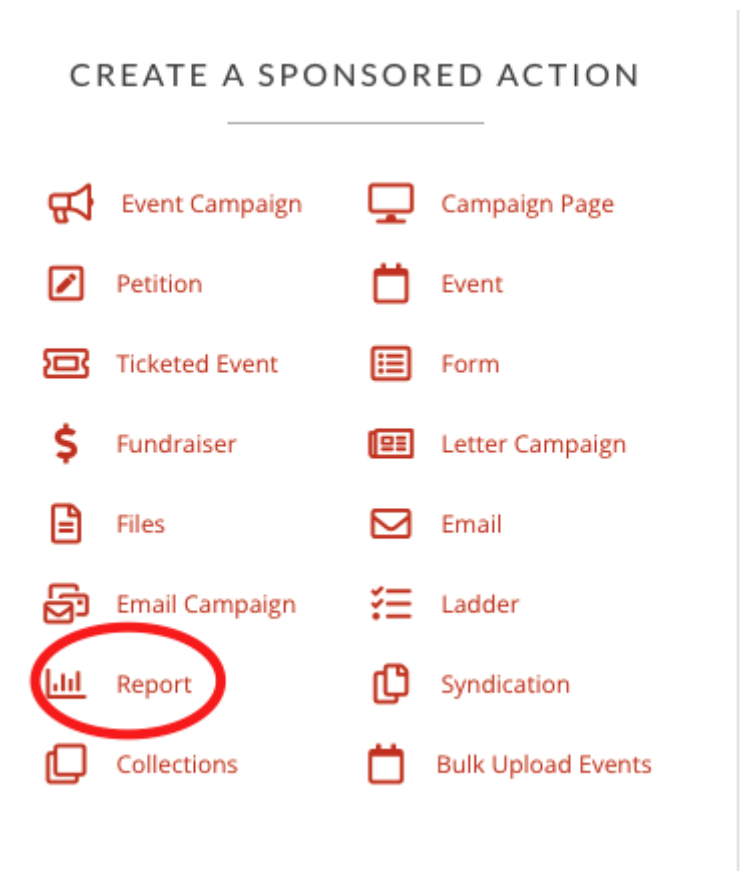 CREATE A SPONSORED ACTION
Event Campaign
Campaign Page
Petition
Event
Ticketed Event
Form
Fundraiser
Letter Campaign
Files
Email
Email Campaign
Ladder
Report
Syndication
Collections
Bulk Upload Events